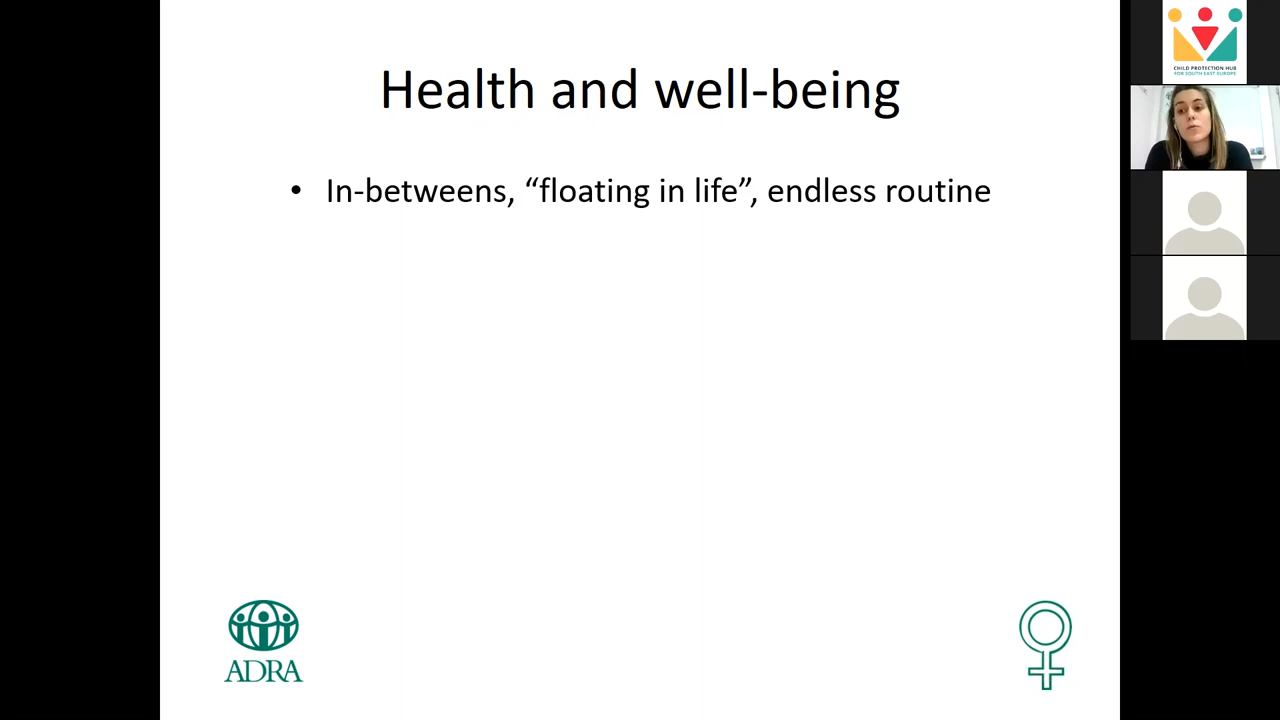 Health and well-being
• In-betweens, “floating in life”, endless routine
ADRA
CHILD PROTECTION HUB
FOR SOUTH EAST EUROPE